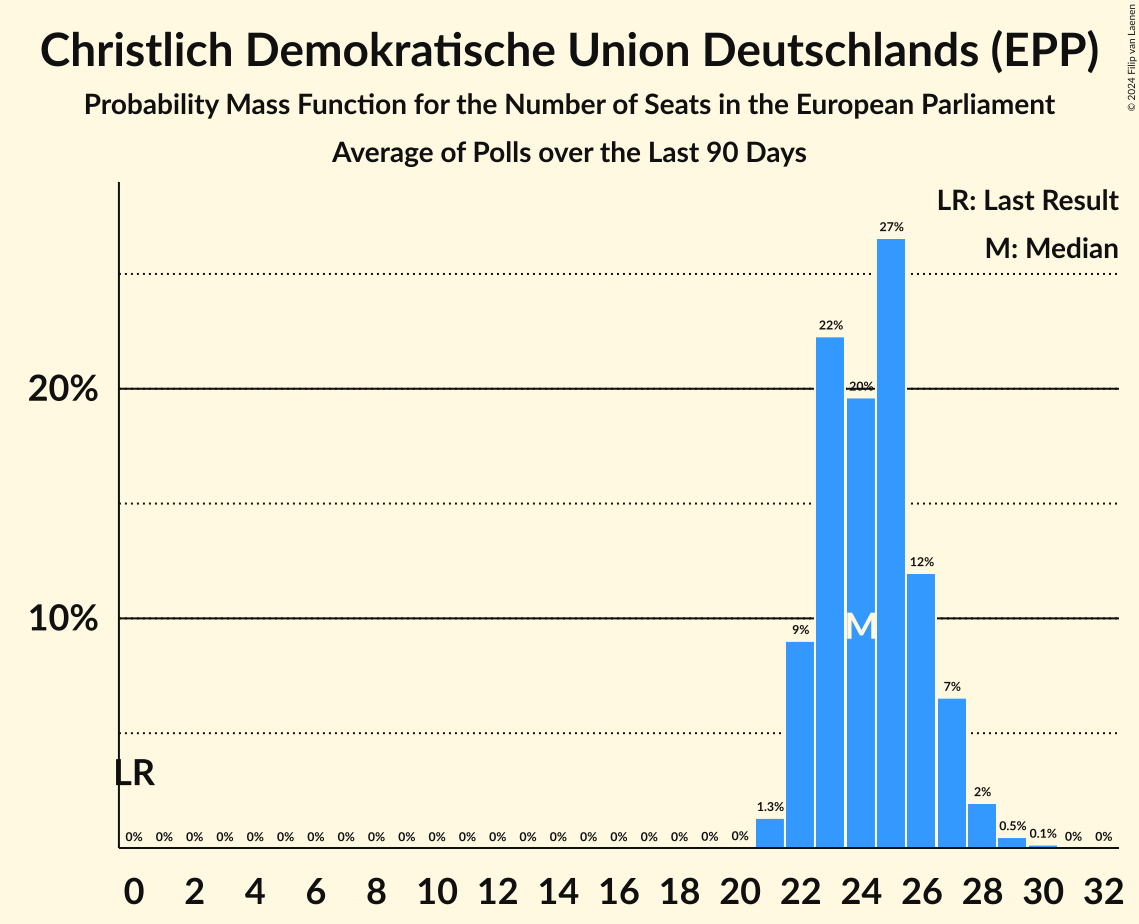 Christlich Demokratische Union Deutschlands (EPP)
Probability Mass Function for the Number of Seats in the European Parliament
Average of Polls over the Last 90 Days
© 2024 Filip van Laenen
LR: Last Result
M: Median
27%
22%
20%
20%
12%
10%
9%
M
7%
LR
2%
1.3%
0.5%
0.1%
0% 0% 0% 0% 0% 0% 0% 0% 0% 0% 0% 0% 0% 0% 0% 0% 0% 0% 0% 0% 0% 0% 0%
0 2 4 6 8 10 12 14 16 18 20 22 24 26 28 30 32